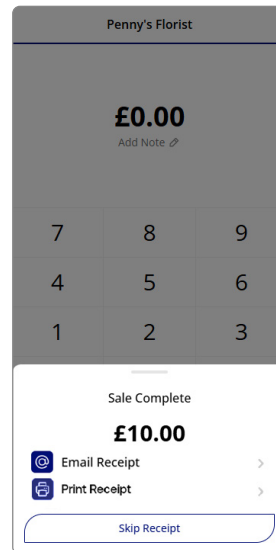 Penny's Florist
£0.00
Add Note
7 8 9
4 5 6
1 2 3
Sale Complete
£10.00
Email Receipt
Print Receipt
Skip Receipt